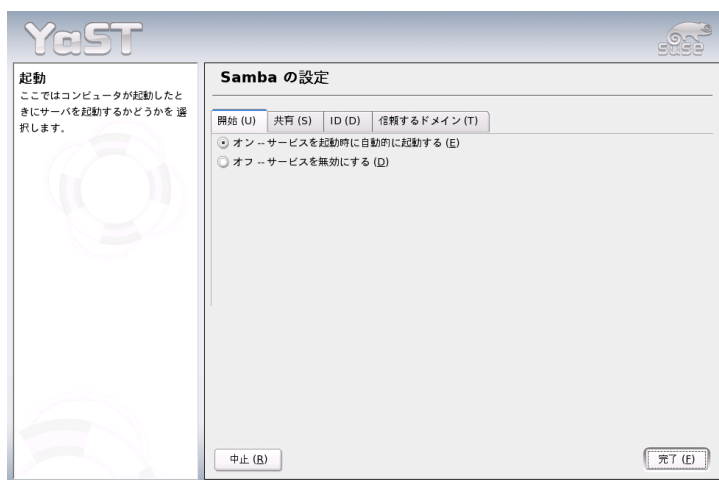 YaST
suse
起動
ここではコンピュータが起動したと
きにサーバを起動するかどうかを 選
択します。
Samba の設定
開始 (U) 共有 (S) ID (D) 信頼するドメイン (T)
オン -- サービスを起動時に自動的に起動する (E)
オフ -- サービスを無効にする (D)
中止 (R) 完了 (F)